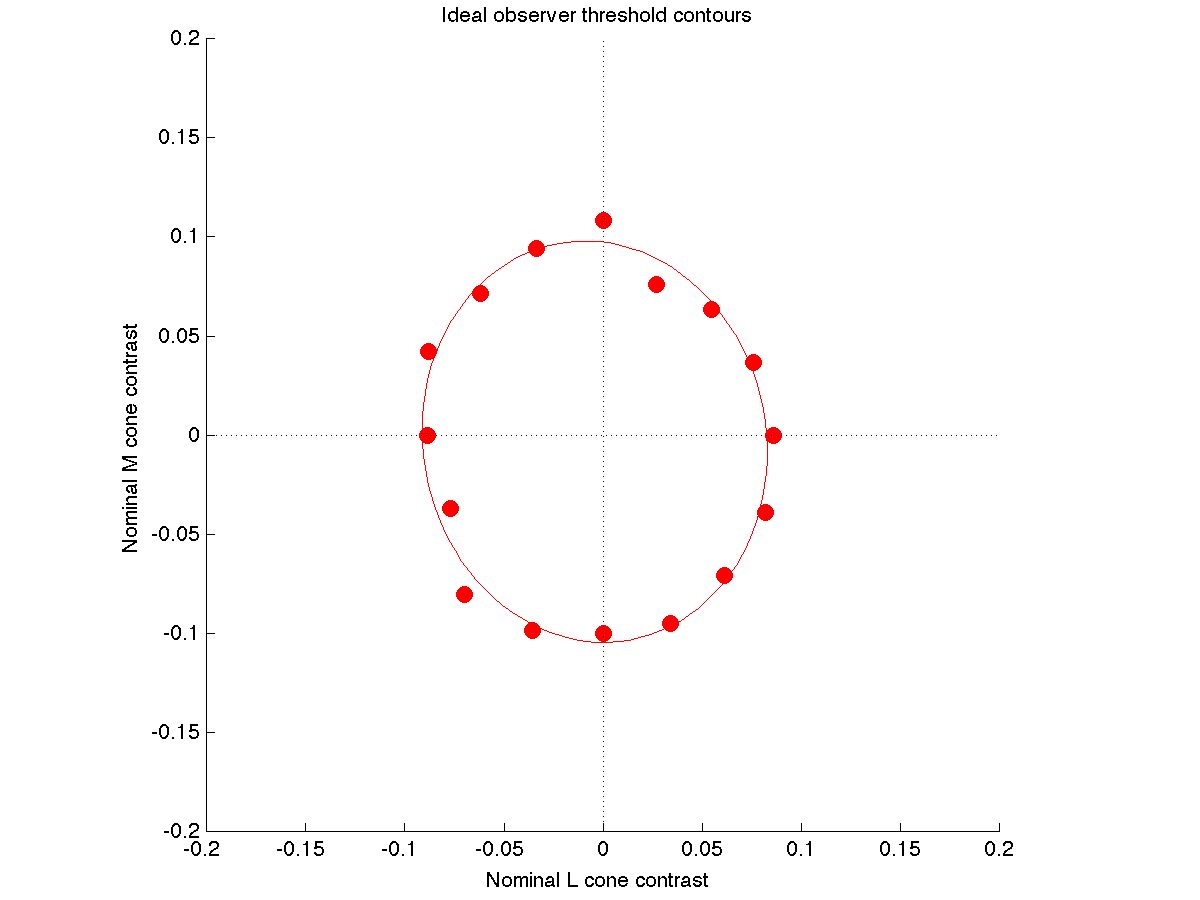 Ideal observer threshold contours
0.2
0.15
0.1
0.05
0
-0.05
-0.1
-0.15
-0.2
Nominal M cone contrast
-0.2 -0.15 -0.1 -0.05 0 0.05 0.1 0.15 0.2
Nominal L cone contrast